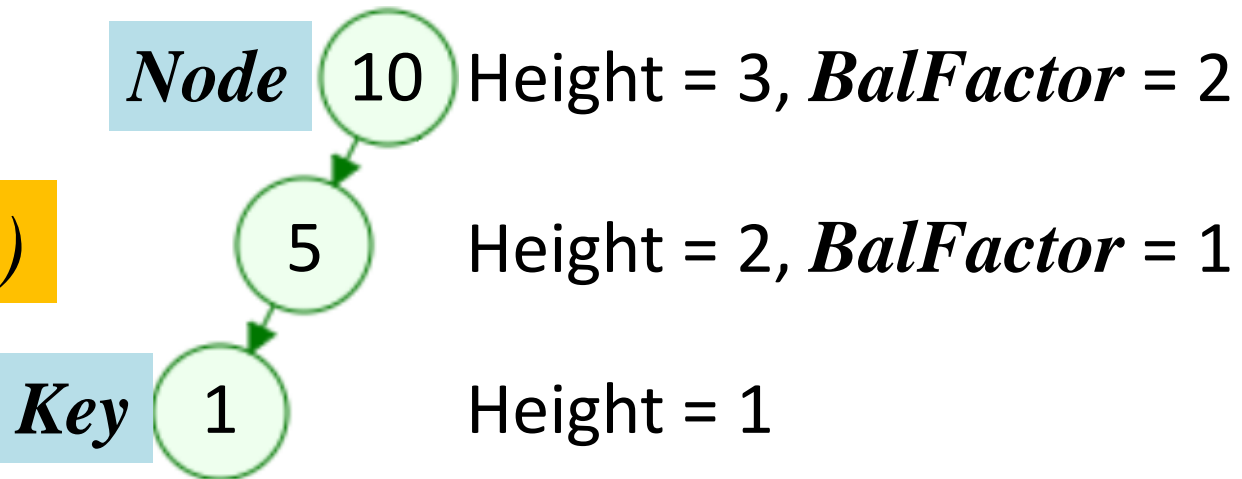 Node 10 Height = 3, BalFactor = 2
) 5 Height = 2, BalFactor = 1
Key 1 Height = 1